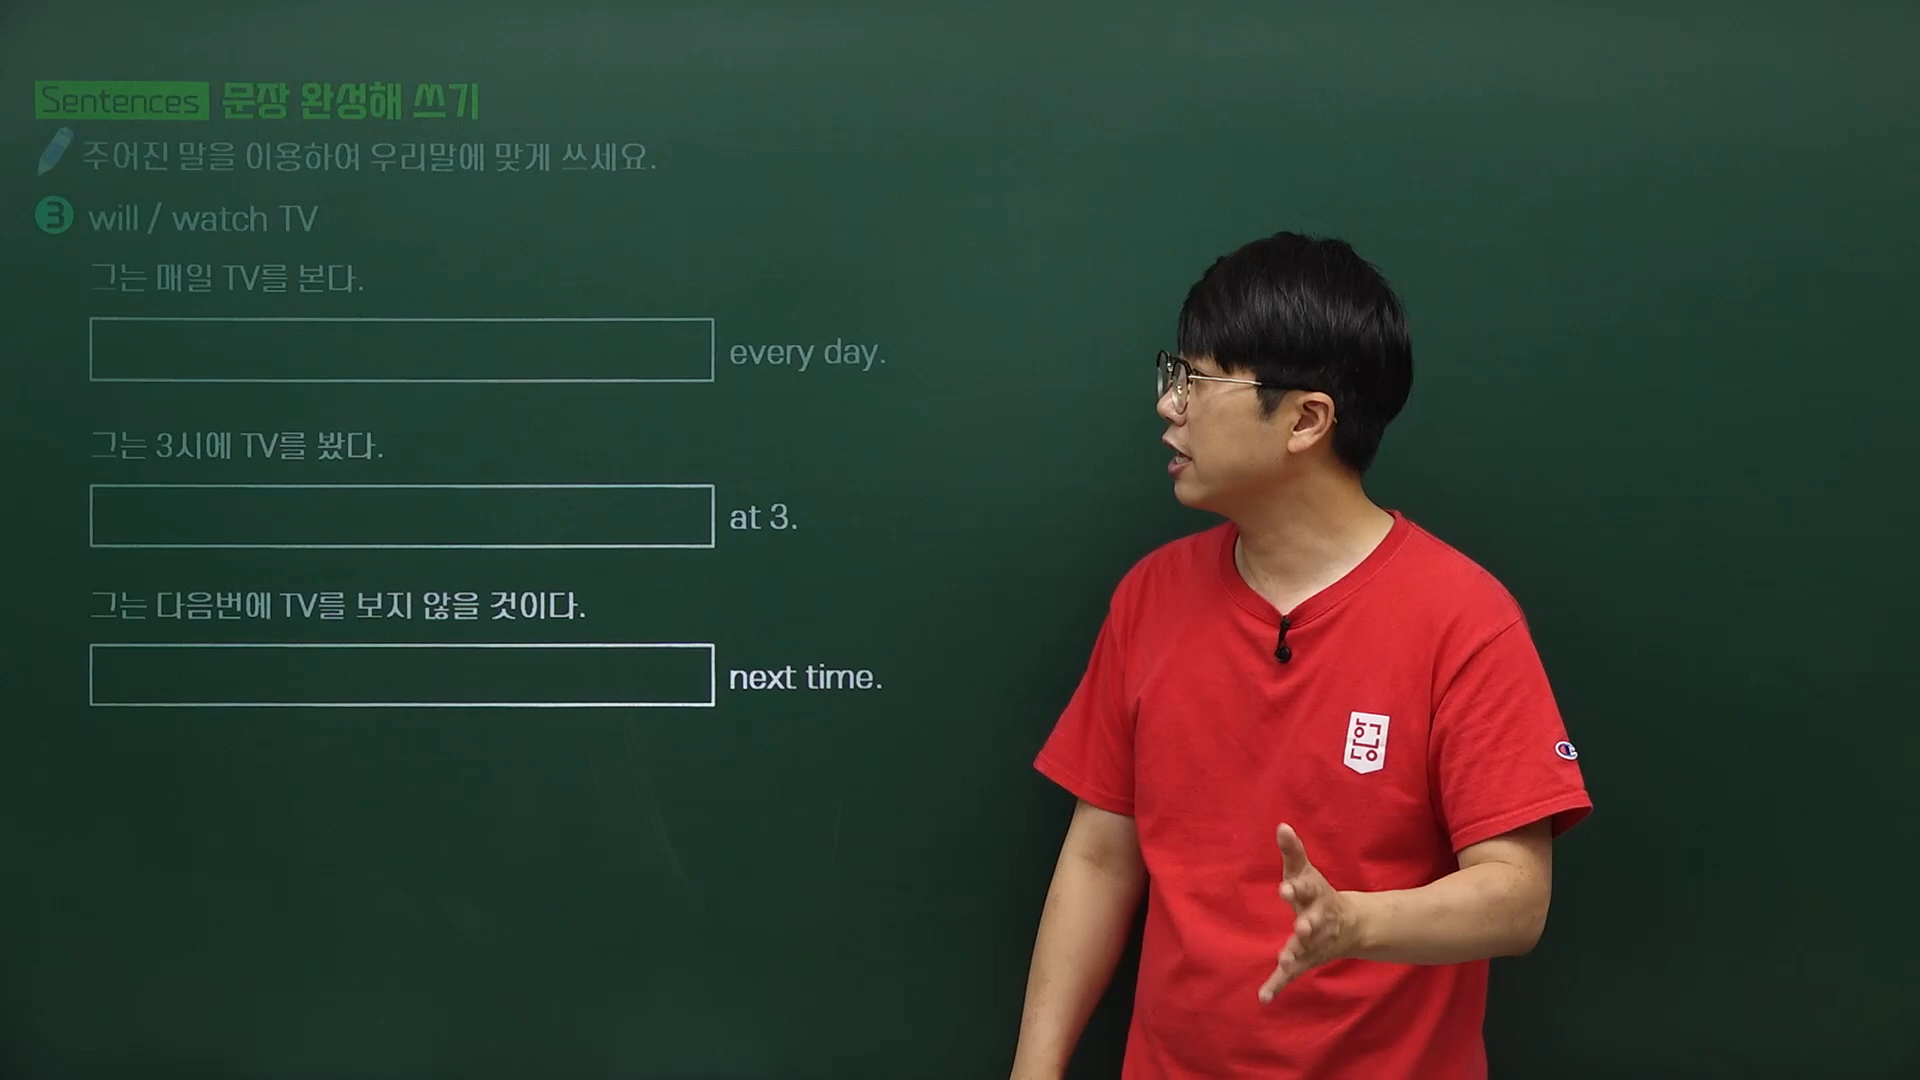 Sentences 문장 완성해 쓰기
주어진 말을 이용하여 우리말에 맞게 쓰세요.
3 will / watch TV
그는 매일 TV를 본다.
every day.
그는 3시에 TV를 봤다.
at 3.
그는 다음번에 TV를 보지 않을 것이다.
next time.